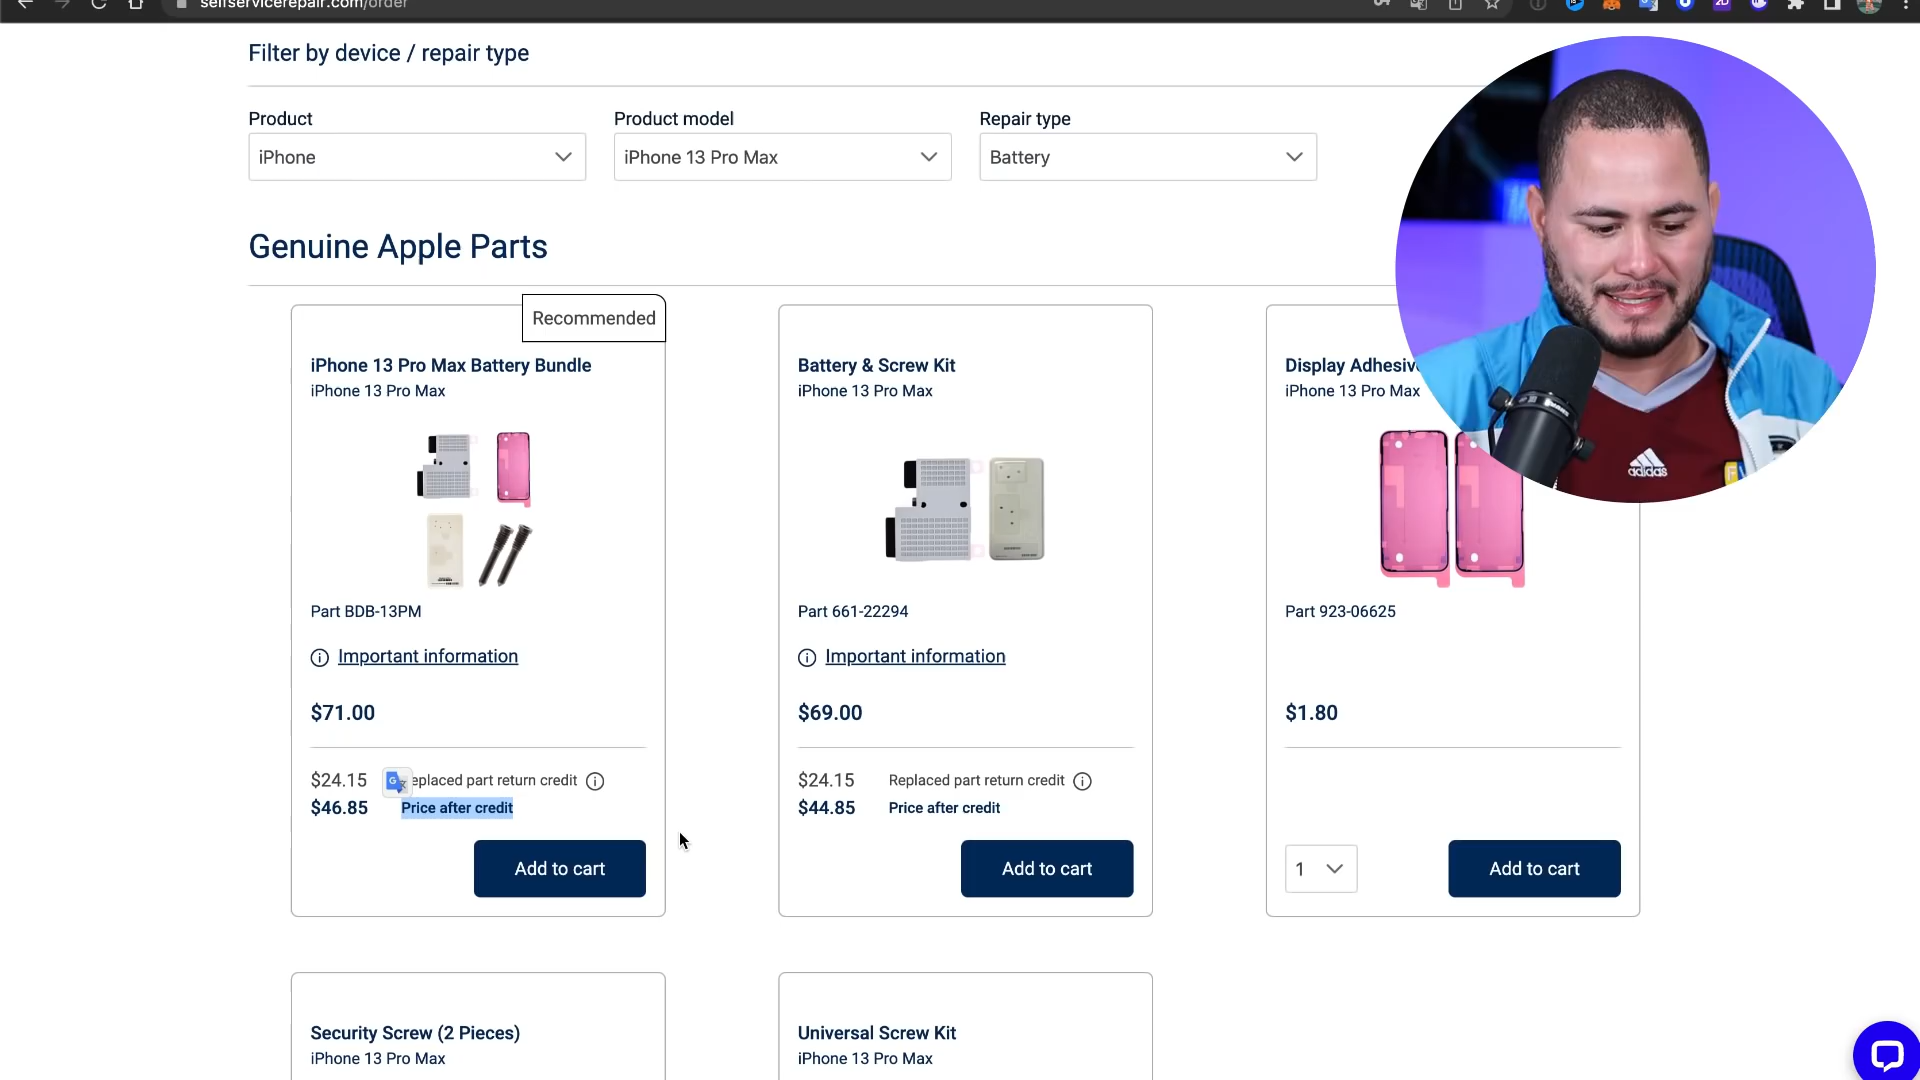 selfservicerepair.com/order
Filter by device / repair type
Product
Product model
Repair type
iPhone
iPhone 13 Pro Max
Battery
Genuine Apple Parts
Recommended
iPhone 13 Pro Max Battery Bundle
iPhone 13 Pro Max
Part BDB-13PM
Important information
$71.00
$24.15 eplaced part return credit
$46.85 Price after credit
Add to cart
Battery & Screw Kit
iPhone 13 Pro Max
Part 661-22294
Important information
$69.00
$24.15 Replaced part return credit
$44.85 Price after credit
Add to cart
Display Adhesiv
iPhone 13 Pro Max
Part 923-06625
$1.80
1
Add to cart
adidas
Security Screw (2 Pieces)
iPhone 13 Pro Max
Universal Screw Kit
iPhone 13 Pro Max